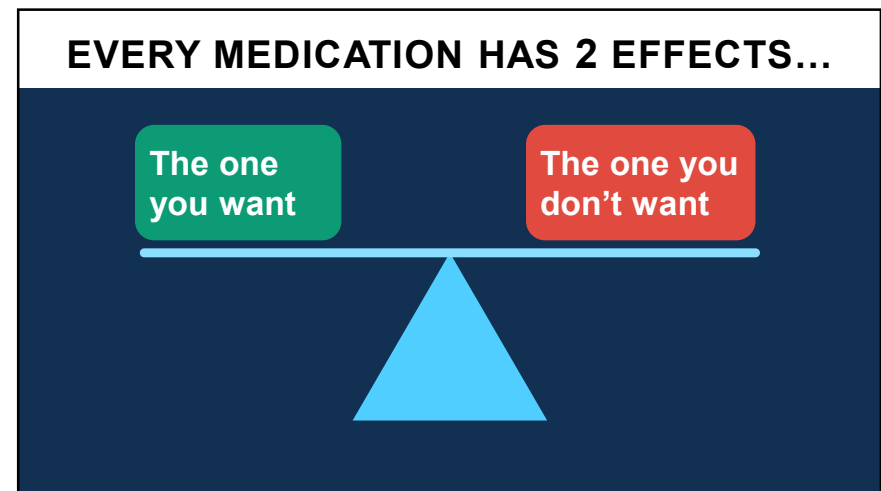 EVERY MEDICATION HAS 2 EFFECTS…
The one
you want
The one you
don’t want